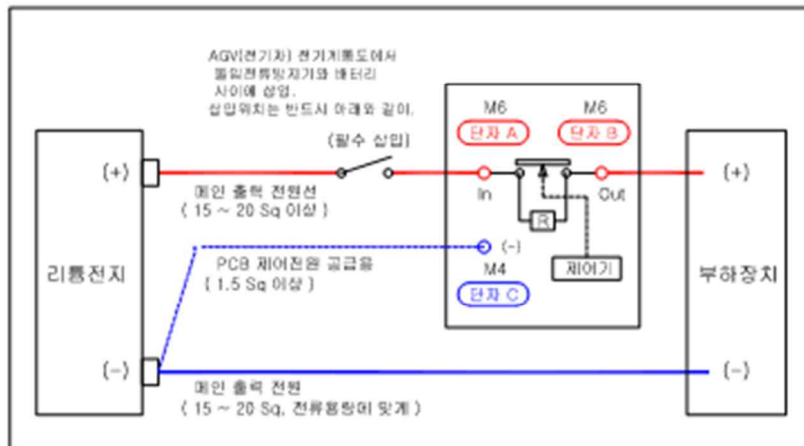 AGV(전기차) 전기계통도에서
돌입전류방지기와 배터리
사이에 삽입.
삽입위치는 반드시 아래와 같이.
(필수 삽입)
M6
M6
단자 A
단자 B
(+)
(+)
In
Out
메인 출력 전원선
( 15 ~ 20 Sq 이상 )
R
(-)
리튬전지
PCB 제어전원 공급용
( 1.5 Sq 이상 )
M4
제어기
부하장치
단자 C
(-)
(-)
메인 출력 전원
( 15 ~ 20 Sq, 전류용량에 맞게 )